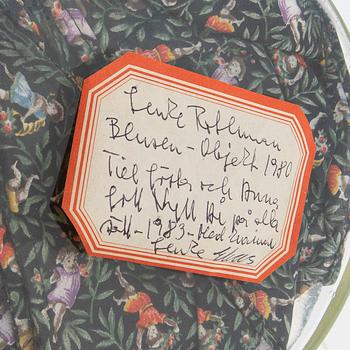 Lenke Rothman
Blusen - Objekt 1980
Till Gösta och Anna
Gott Nytt År på alla
sätt - 1983 - Med
Lenke